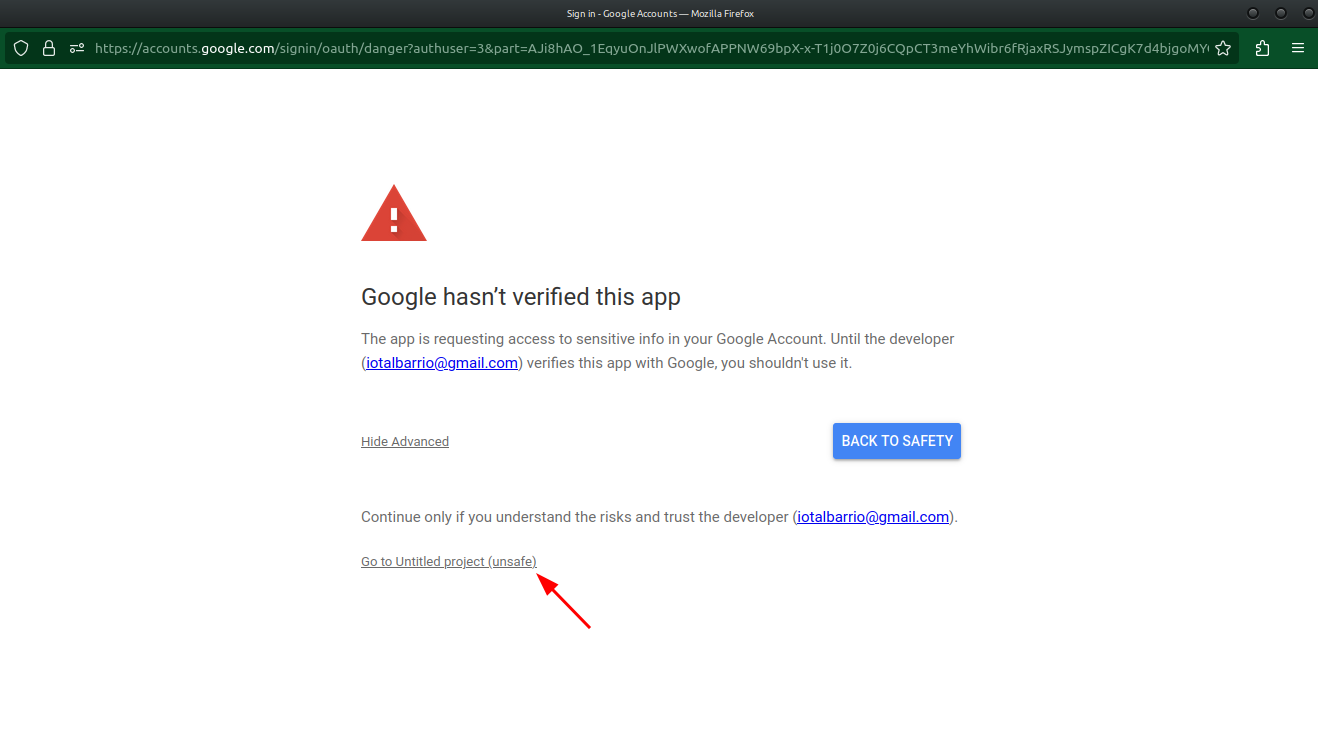 Sign in - Google Accounts — Mozilla Firefox
https://accounts.google.com/signin/oauth/danger?authuser=3&part=AJi8hAO_1EqyuOnJlPWXwofAPPNW69bpX-x-T1j0O7Z0j6CQpCT3meYhWibr6fRjaxRSJymspZICgK7d4bjgoMY
Google hasn’t verified this app
The app is requesting access to sensitive info in your Google Account. Until the developer
(iotalbarrio@gmail.com) verifies this app with Google, you shouldn't use it.
Hide Advanced
BACK TO SAFETY
Continue only if you understand the risks and trust the developer (iotalbarrio@gmail.com).
Go to Untitled project (unsafe)